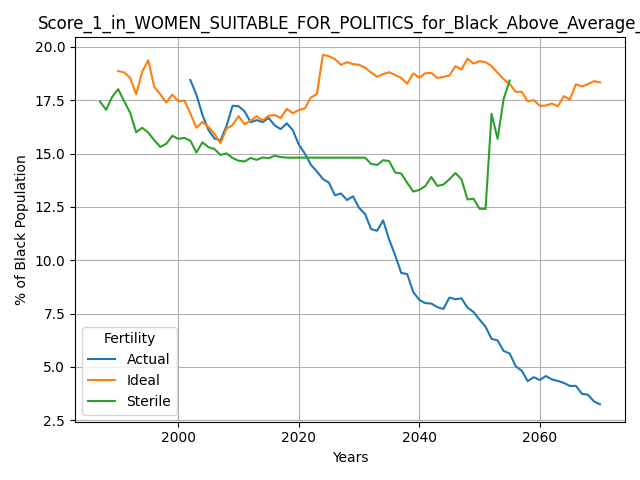 Score_1_in_WOMEN_SUITABLE_FOR_POLITICS_for_Black_Above_Average_
20.0
17.5
15.0
12.5
10.0
7.5
5.0
2.5
% of Black Population
Fertility
Actual
Ideal
Sterile
2000
2020
2040
2060
Years